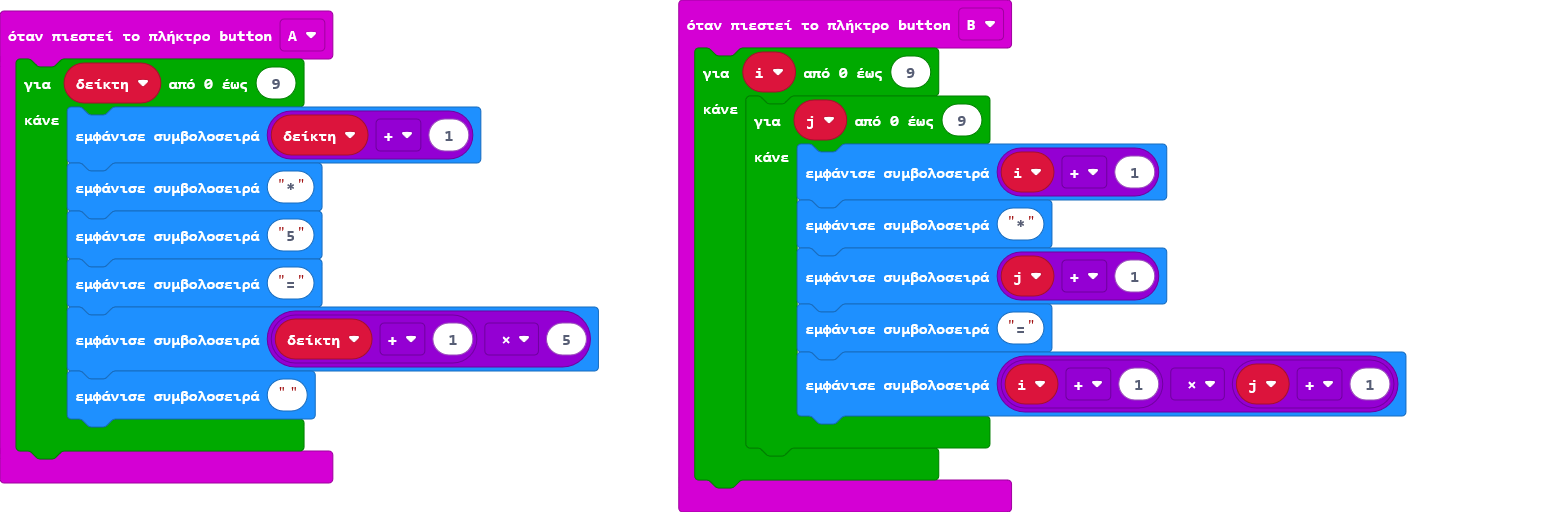 όταν πιεστεί το πλήκτρο button A
για δείκτη από 0 έως 9
κάνε
εμφάνισε συμβολοσειρά δείκτη + 1
εμφάνισε συμβολοσειρά "*"
εμφάνισε συμβολοσειρά "5"
εμφάνισε συμβολοσειρά "="
εμφάνισε συμβολοσειρά δείκτη + 1 × 5
εμφάνισε συμβολοσειρά " "
όταν πιεστεί το πλήκτρο button B
για i από 0 έως 9
κάνε
για j από 0 έως 9
κάνε
εμφάνισε συμβολοσειρά i + 1
εμφάνισε συμβολοσειρά "*"
εμφάνισε συμβολοσειρά j + 1
εμφάνισε συμβολοσειρά "="
εμφάνισε συμβολοσειρά i + 1 × j + 1